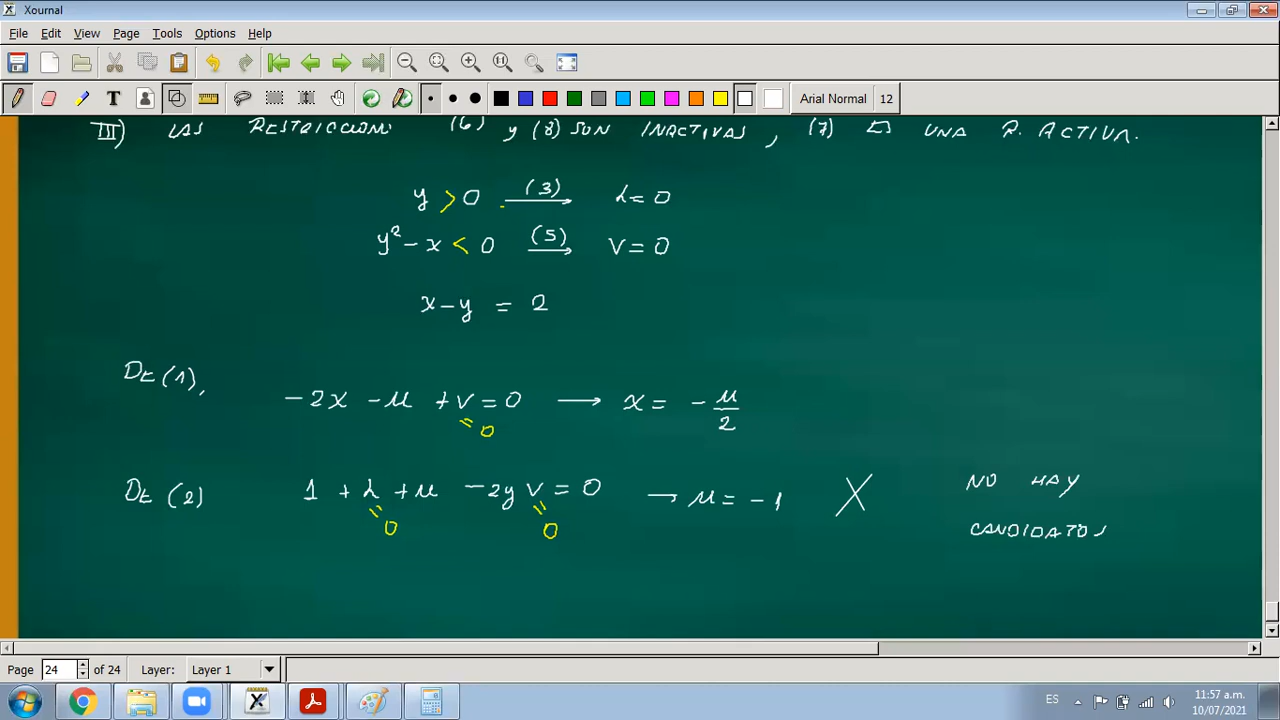 Xournal
File Edit View Page Tools Options Help
Arial Normal 12
III) LAS RESTRICCION (6) y (8) SON INACTIVAS, (7) ES UNA R. ACTIVA.
y > 0 (3) → λ = 0
y² - x < 0 (5) → v = 0
x - y = 2
DE (1),
-2x - μ + v = 0 → x = - μ/2
= 0
DE (2) 1 + λ + μ - 2y v = 0 → μ = -1 X NO HAY
= 0 = 0 CANDIDATOS
Page 24 of 24 Layer: Layer 1
ES 11:57 a.m.
10/07/2021